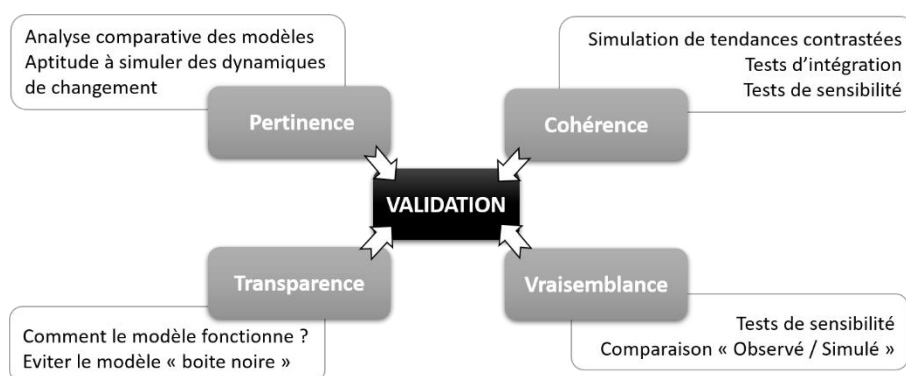 Analyse comparative des modèles
Aptitude à simuler des dynamiques
de changement
Pertinence
Simulation de tendances contrastées
Tests d'intégration
Tests de sensibilité
Cohérence
VALIDATION
Transparence
Comment le modèle fonctionne ?
Eviter le modèle « boite noire »
Vraisemblance
Tests de sensibilité
Comparaison « Observé / Simulé »